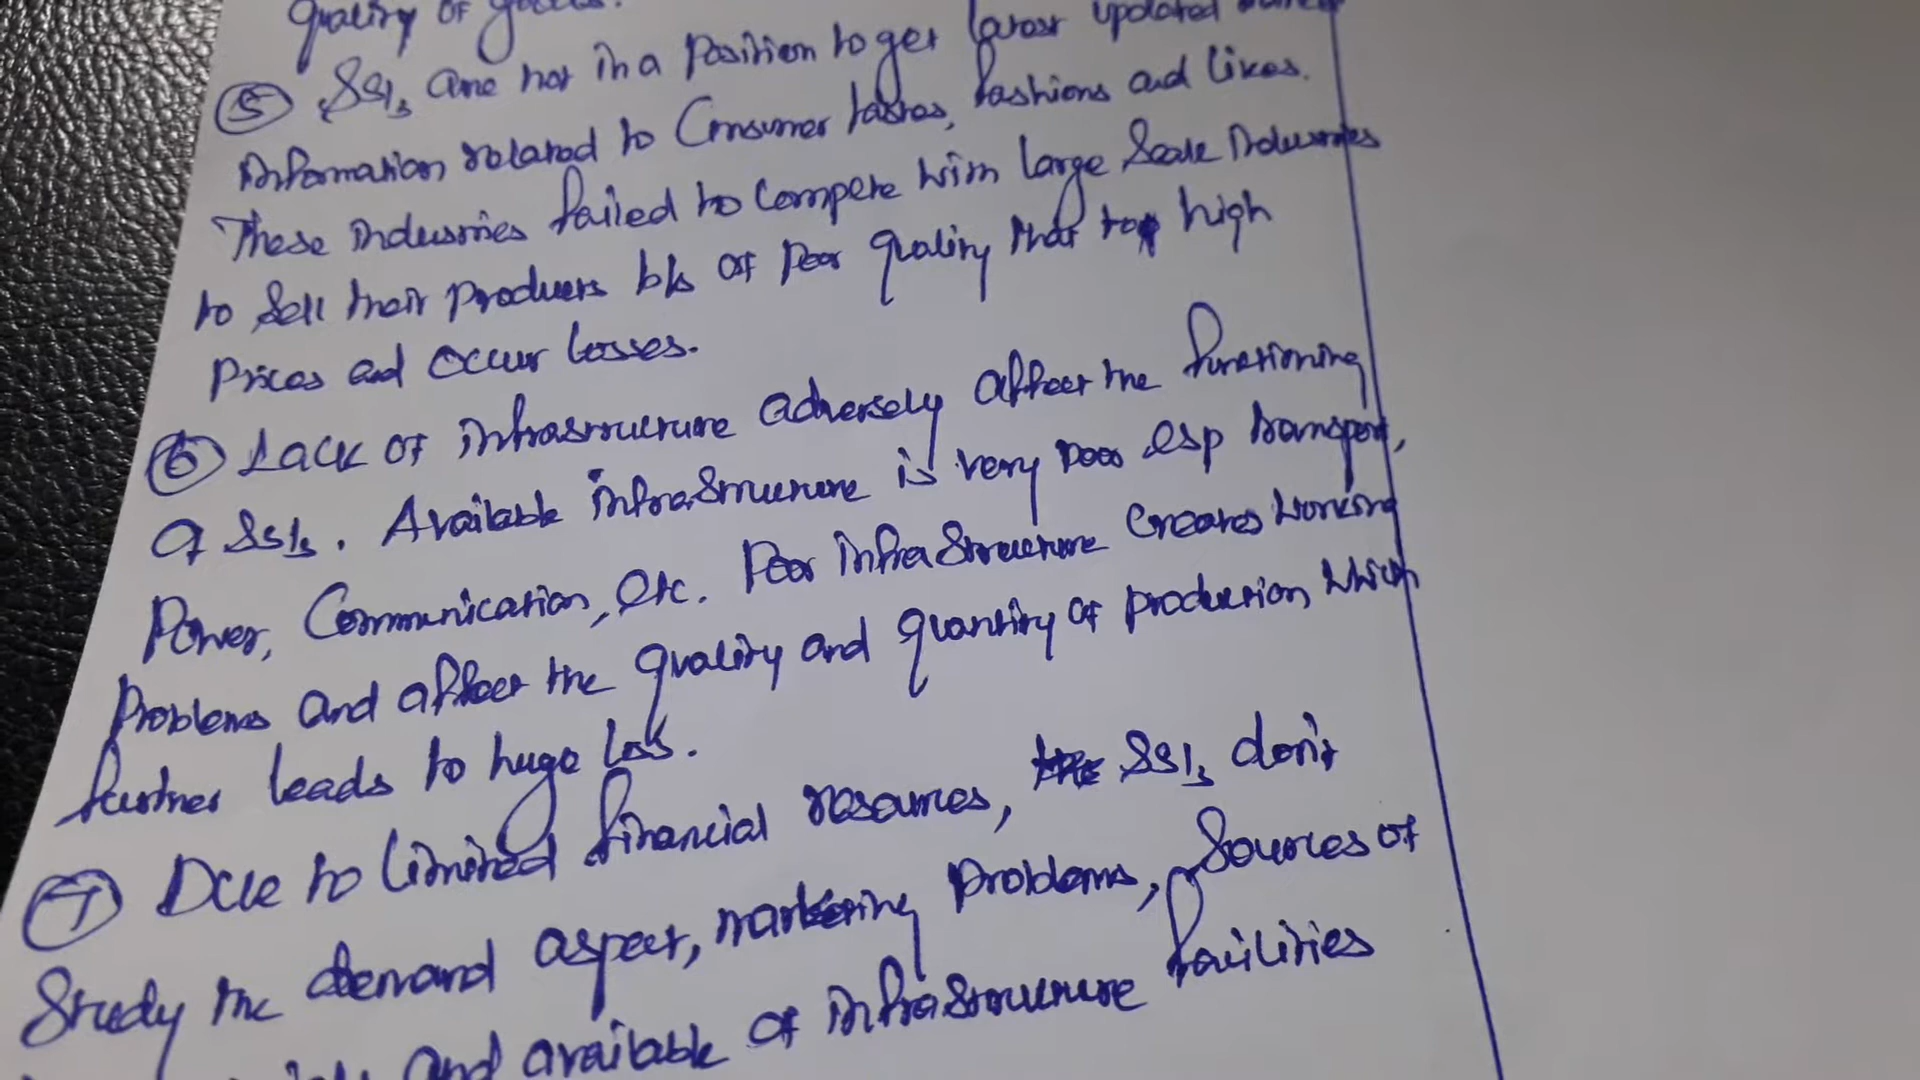 quality of goods.
⑤ SSIs are not in a position to get latest updated
information related to Consumer tastes, fashions and likes.
These industries failed to compete with large Scale industries
to sell their products b/s of poor quality that too high
Prices and occur losses.
⑥ Lack of infrastructure adversely affect the functioning
of SSIs. Available infrastructure is very poor esp transport,
Power, Communication, etc. Poor infrastructure creates working
Problems and affect the quality and quantity of production which
further leads to huge loss.
⑦ Due to limited financial resources, the SSIs don't
Study the demand aspect, marketing problems, Sources of
and available of infrastructure facilities